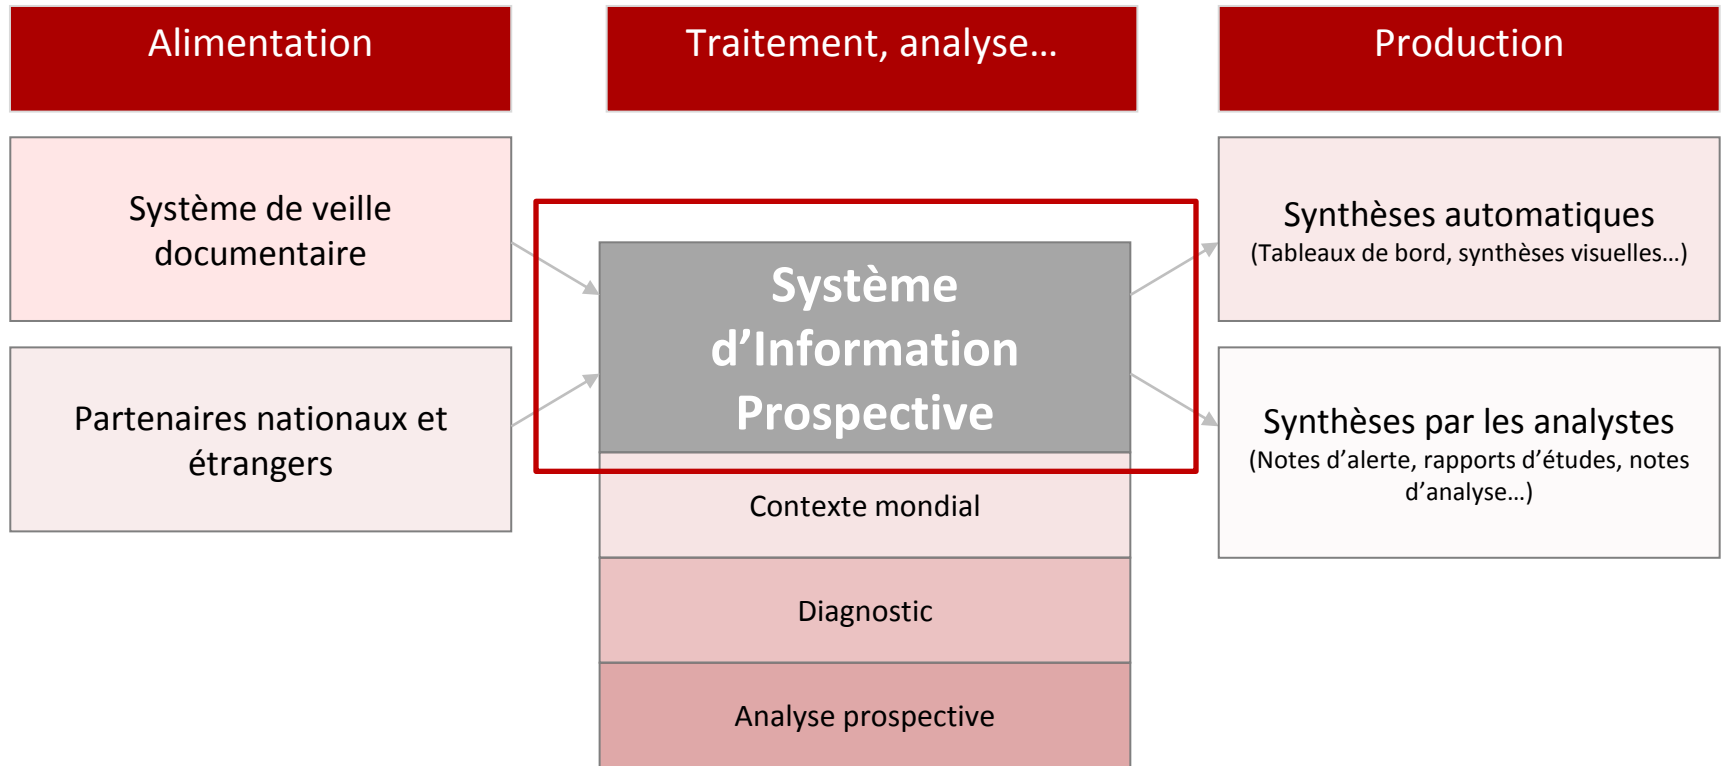 Alimentation
Traitement, analyse…
Production
Système de veille
documentaire
Partenaires nationaux et
étrangers
Système
d’Information
Prospective
Contexte mondial
Diagnostic
Analyse prospective
Synthèses automatiques
(Tableaux de bord, synthèses visuelles…)
Synthèses par les analystes
(Notes d’alerte, rapports d’études, notes
d’analyse…)